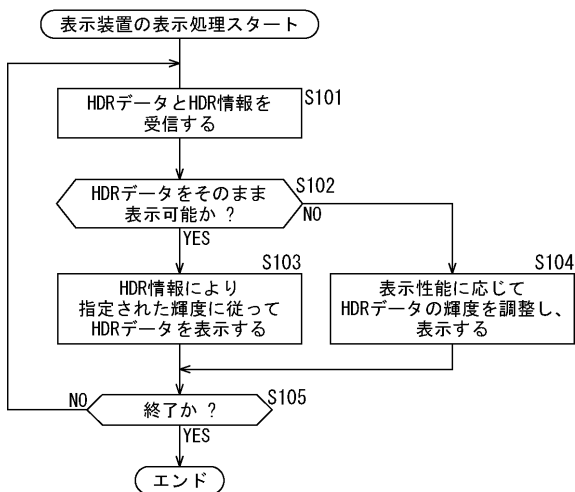 表示装置の表示処理スタート
HDRデータとHDR情報を
受信する
S101
HDRデータをそのまま
表示可能か ?
S102
NO
YES
HDR情報により
指定された輝度に従って
HDRデータを表示する
S103
表示性能に応じて
HDRデータの輝度を調整し、
表示する
S104
終了か ?
S105
NO
YES
エンド